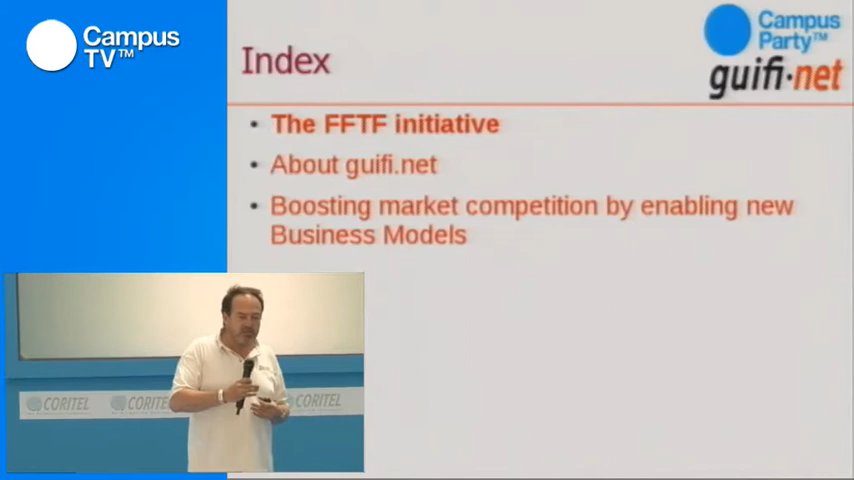 Campus
TV™
Campus
Party™
guifi·net
Index
• The FFTF initiative
• About guifi.net
• Boosting market competition by enabling new
Business Models
CORITEL
CORITEL
CORITEL